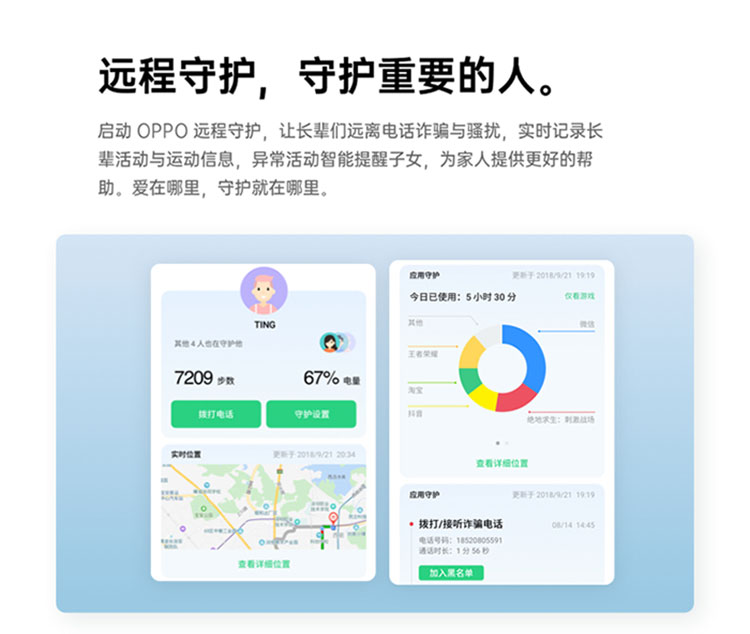 远程守护，守护重要的人。
启动 OPPO 远程守护，让长辈们远离电话诈骗与骚扰，实时记录长
辈活动与运动信息，异常活动智能提醒子女，为家人提供更好的帮
助。爱在哪里，守护就在哪里。
TING
其他 4 人也在守护他
7209 步数
67% 电量
拨打电话
守护设置
实时位置
更新于 2018/9/21 20:34
查看详细位置
应用守护
更新于 2018/9/21 19:19
今日已使用：5 小时 30 分
仅看游戏
其他
微信
王者荣耀
淘宝
抖音
绝地求生：刺激战场
查看详细位置
应用守护
更新于 2018/9/21 19:19
拨打/接听诈骗电话
08/14 14:45
电话号码：18520805591
通话时长：1 分 56 秒
加入黑名单